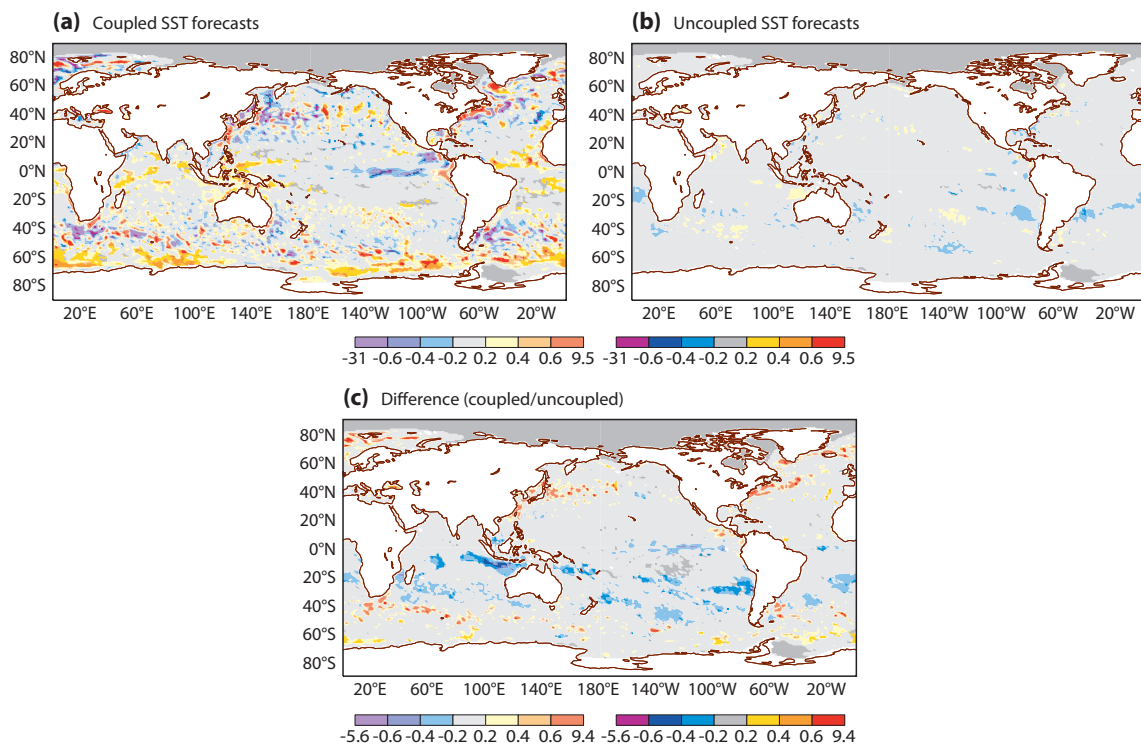 (a) Coupled SST forecasts
(b) Uncoupled SST forecasts
80°N
60°N
40°N
20°N
0°N
20°S
40°S
60°S
80°S
20°E 60°E 100°E 140°E 180°E 140°W 100°W 60°W 20°W
80°N
60°N
40°N
20°N
0°N
20°S
40°S
60°S
80°S
20°E 60°E 100°E 140°E 180°E 140°W 100°W 60°W 20°W
-31 -0.6 -0.4 -0.2 0.2 0.4 0.6 9.5
-31 -0.6 -0.4 -0.2 0.2 0.4 0.6 9.5
(c) Difference (coupled/uncoupled)
80°N
60°N
40°N
20°N
0°N
20°S
40°S
60°S
80°S
20°E 60°E 100°E 140°E 180°E 140°W 100°W 60°W 20°W
-5.6 -0.6 -0.4 -0.2 0.2 0.4 0.6 9.4
-5.6 -0.6 -0.4 -0.2 0.2 0.4 0.6 9.4